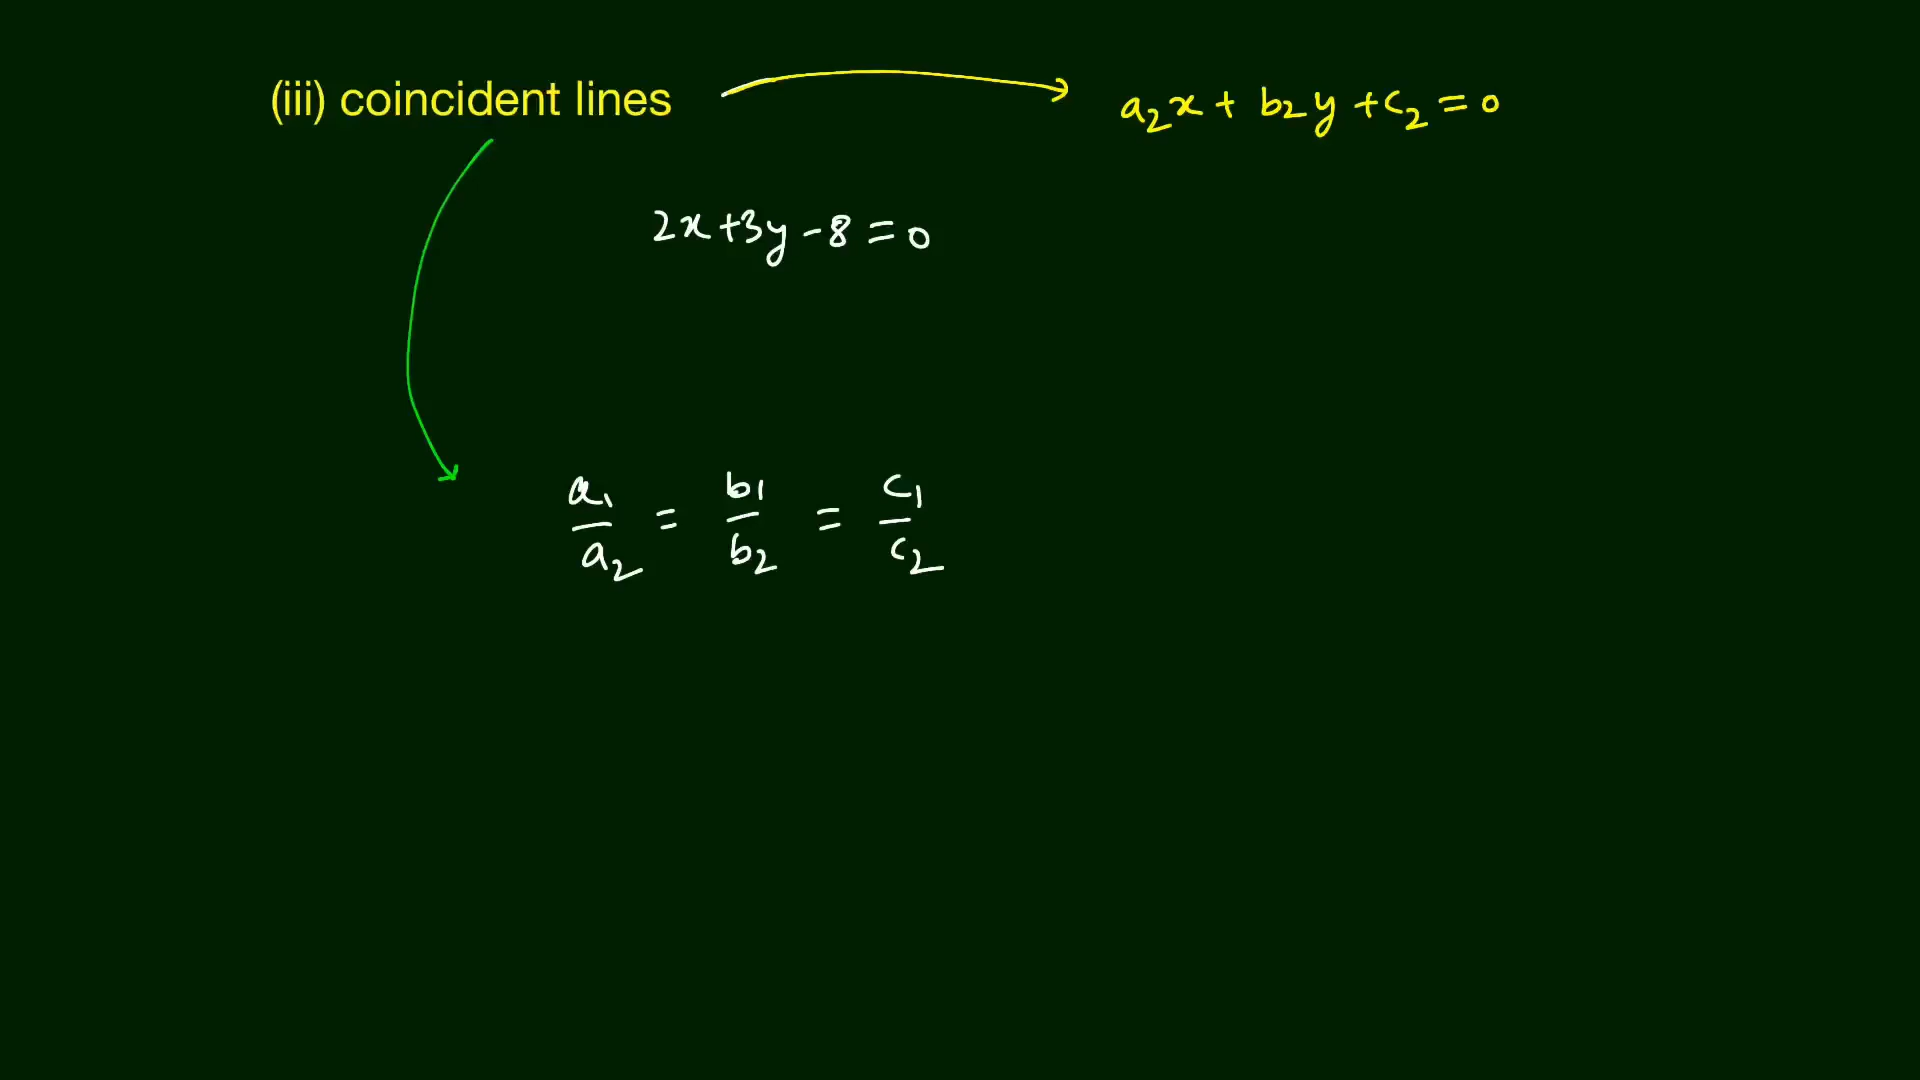 (iii) coincident lines a₂x + b₂y + c₂ = 0
2x + 3y - 8 = 0
a₁/a₂ = b₁/b₂ = c₁/c₂